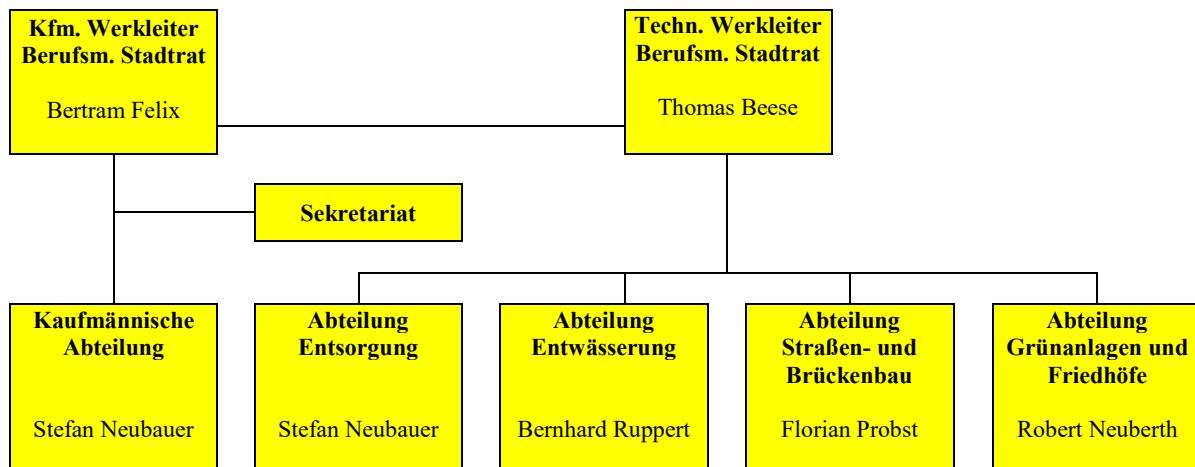 Kfm. Werkleiter
Berufsm. Stadtrat
Bertram Felix
Techn. Werkleiter
Berufsm. Stadtrat
Thomas Beese
Sekretariat
Kaufmännische
Abteilung
Stefan Neubauer
Abteilung
Entsorgung
Stefan Neubauer
Abteilung
Entwässerung
Bernhard Ruppert
Abteilung
Straßen- und
Brückenbau
Florian Probst
Abteilung
Grünanlagen und
Friedhöfe
Robert Neuberth